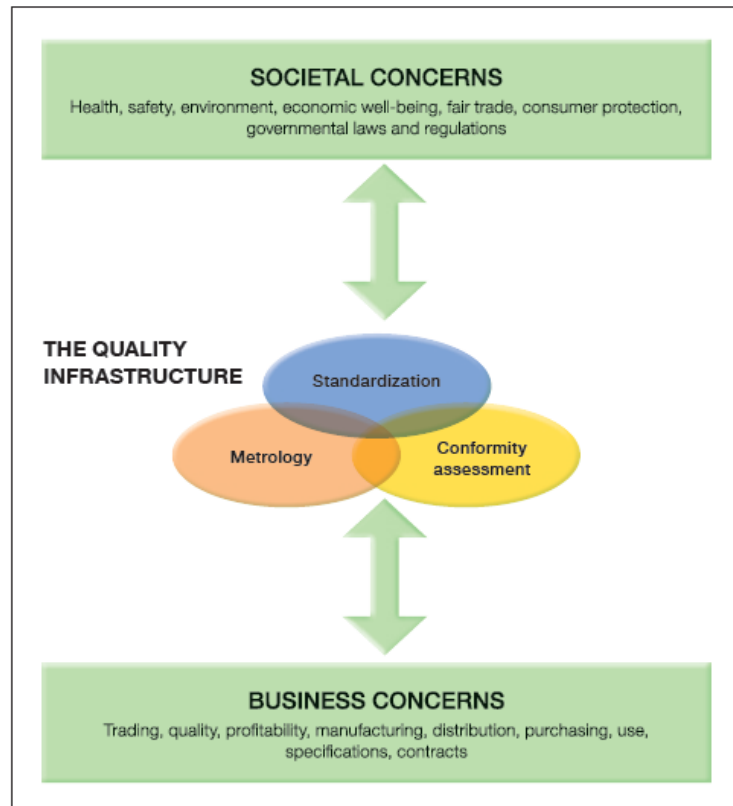 SOCIETAL CONCERNS
Health, safety, environment, economic well-being, fair trade, consumer protection,
governmental laws and regulations
THE QUALITY
INFRASTRUCTURE
Standardization
Metrology
Conformity
assessment
BUSINESS CONCERNS
Trading, quality, profitability, manufacturing, distribution, purchasing, use,
specifications, contracts